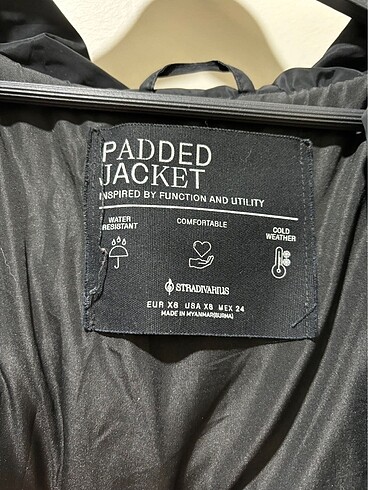 PADDED
JACKET
INSPIRED BY FUNCTION AND UTILITY
WATER
RESISTANT
COMFORTABLE
COLD
WEATHER
STRADIVARIUS
EUR XS USA XS MEX 24
MADE IN MYANMAR(BURMA)